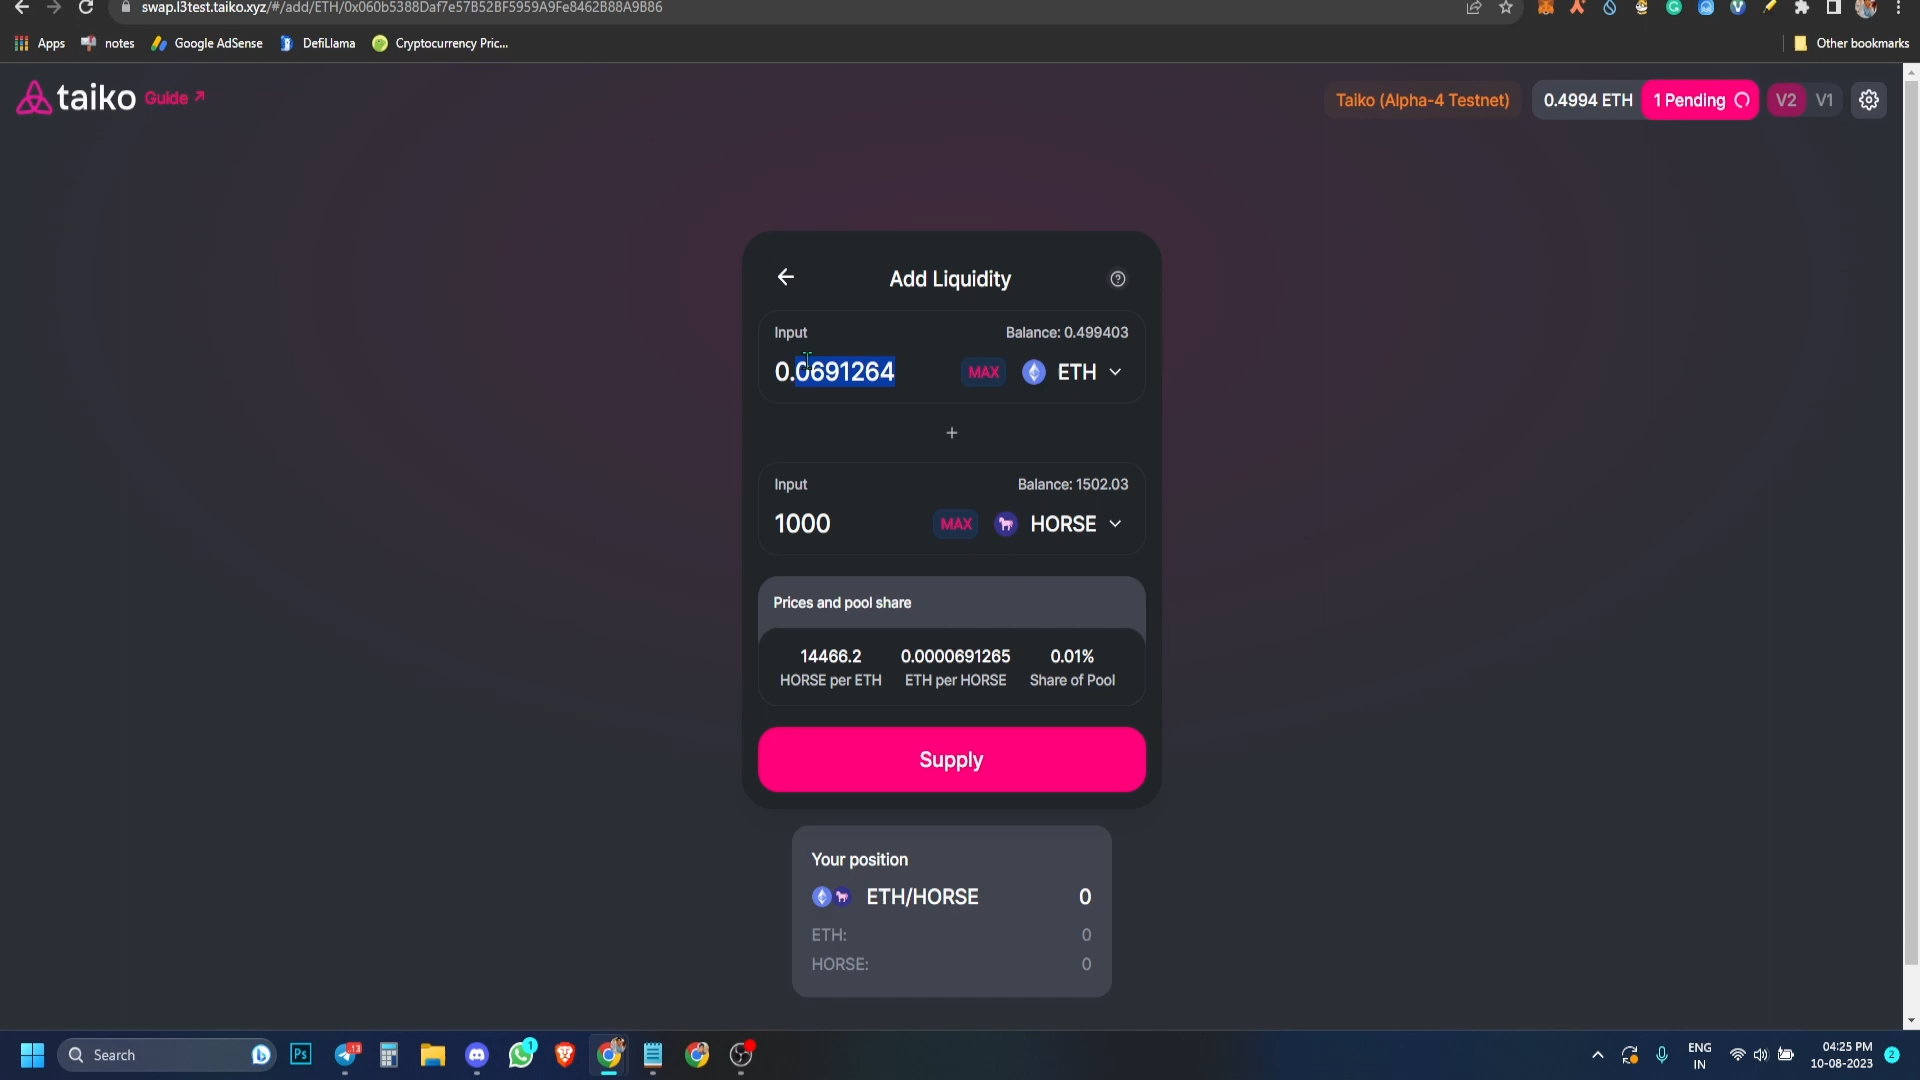 swap.l3test.taiko.xyz/#/add/ETH/0x060b5388Daf7e57B52BF5959A9Fe8462B88A9B86
Apps notes Google AdSense DefiLlama Cryptocurrency Pric... Other bookmarks
taiko Guide ↗ Taiko (Alpha-4 Testnet) 0.4994 ETH 1 Pending V2 V1
Add Liquidity
Input Balance: 0.499403
0.0691264 MAX ETH
+
Input Balance: 1502.03
1000 MAX HORSE
Prices and pool share
14466.2 0.0000691265 0.01%
HORSE per ETH ETH per HORSE Share of Pool
Supply
Your position
ETH/HORSE 0
ETH: 0
HORSE: 0
Search Ps 13 1 ENG 04:25 PM
IN 10-08-2023 2